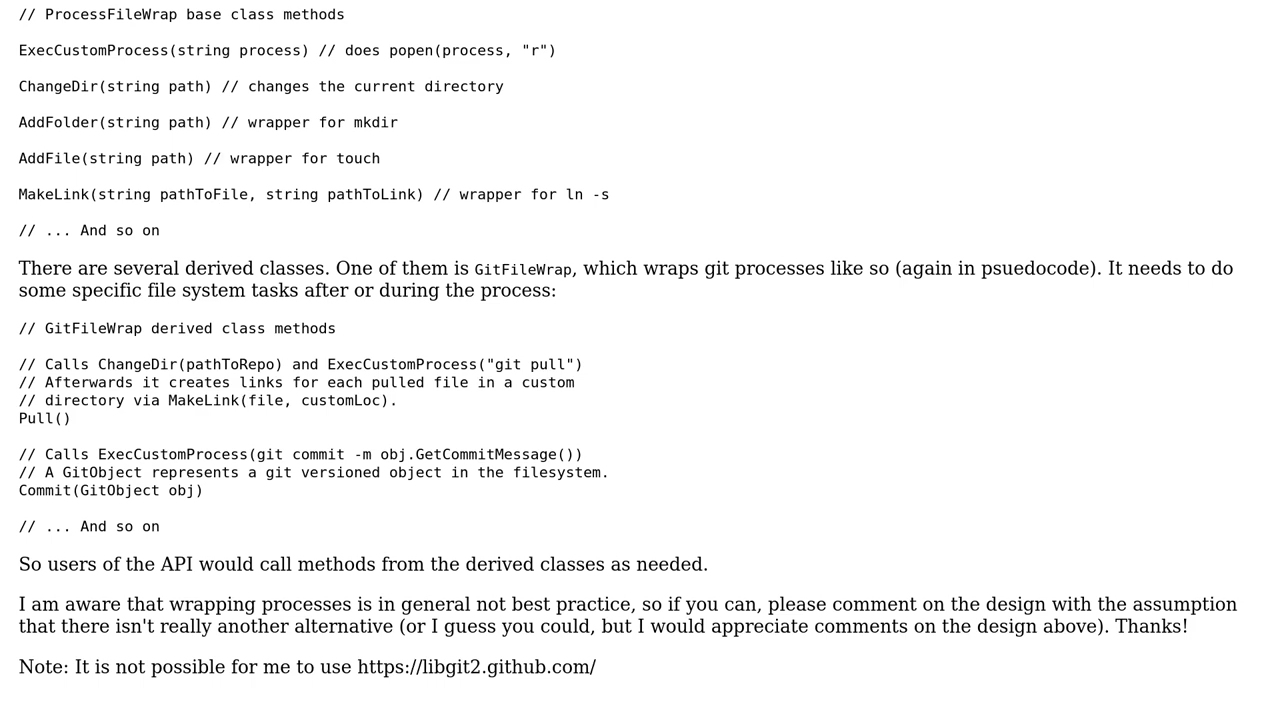 // ProcessFileWrap base class methods
ExecCustomProcess(string process) // does popen(process, "r")
ChangeDir(string path) // changes the current directory
AddFolder(string path) // wrapper for mkdir
AddFile(string path) // wrapper for touch
MakeLink(string pathToFile, string pathToLink) // wrapper for ln -s
// ... And so on
There are several derived classes. One of them is GitFileWrap, which wraps git processes like so (again in psuedocode). It needs to do
some specific file system tasks after or during the process:
// GitFileWrap derived class methods
// Calls ChangeDir(pathToRepo) and ExecCustomProcess("git pull")
// Afterwards it creates links for each pulled file in a custom
// directory via MakeLink(file, customLoc).
Pull()
// Calls ExecCustomProcess(git commit -m obj.GetCommitMessage())
// A GitObject represents a git versioned object in the filesystem.
Commit(GitObject obj)
// ... And so on
So users of the API would call methods from the derived classes as needed.
I am aware that wrapping processes is in general not best practice, so if you can, please comment on the design with the assumption
that there isn't really another alternative (or I guess you could, but I would appreciate comments on the design above). Thanks!
Note: It is not possible for me to use https://libgit2.github.com/